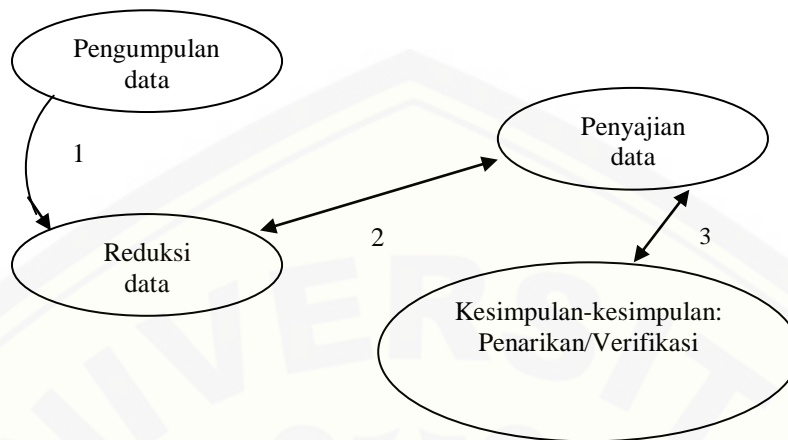 Pengumpulan
data
1
Penyajian
data
2
3
Reduksi
data
Kesimpulan-kesimpulan:
Penarikan/Verifikasi